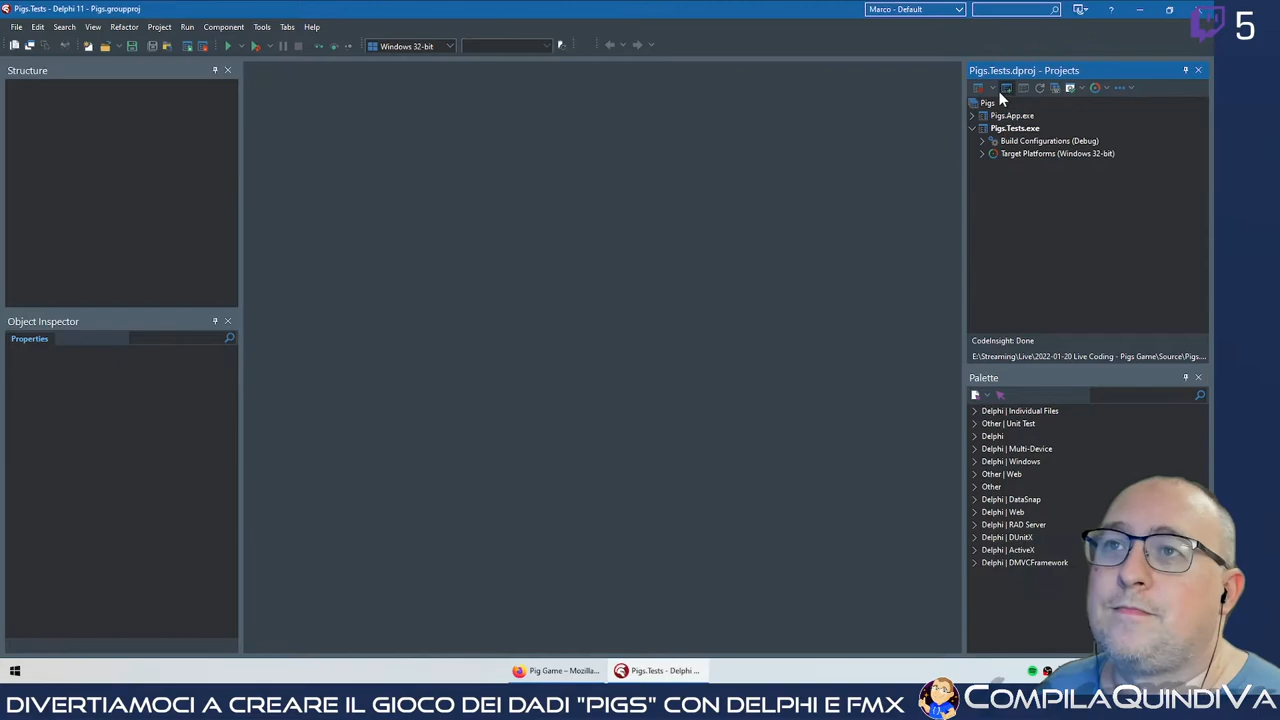 Pigs.Tests - Delphi 11 - Pigs.groupproj
Marco - Default
5
File Edit Search View Refactor Project Run Component Tools Tabs Help
Windows 32-bit
Structure
Pigs.Tests.dproj - Projects
Pigs
Pigs.App.exe
Pigs.Tests.exe
Build Configurations (Debug)
Target Platforms (Windows 32-bit)
Object Inspector
Properties
CodeInsight: Done
E:\Streaming\Live\2022-01-20 Live Coding - Pigs Game\Source\Pigs....
Palette
Delphi | Individual Files
Other | Unit Test
Delphi
Delphi | Multi-Device
Delphi | Windows
Other | Web
Other
Delphi | DataSnap
Delphi | Web
Delphi | RAD Server
Delphi | DUnitX
Delphi | ActiveX
Delphi | DMVCFramework
Pig Game – Mozilla...
Pigs.Tests - Delphi ...
DIVERTIAMOCI A CREARE IL GIOCO DEI DADI "PIGS" CON DELPHI E FMX
COMPILAQUINDIVA